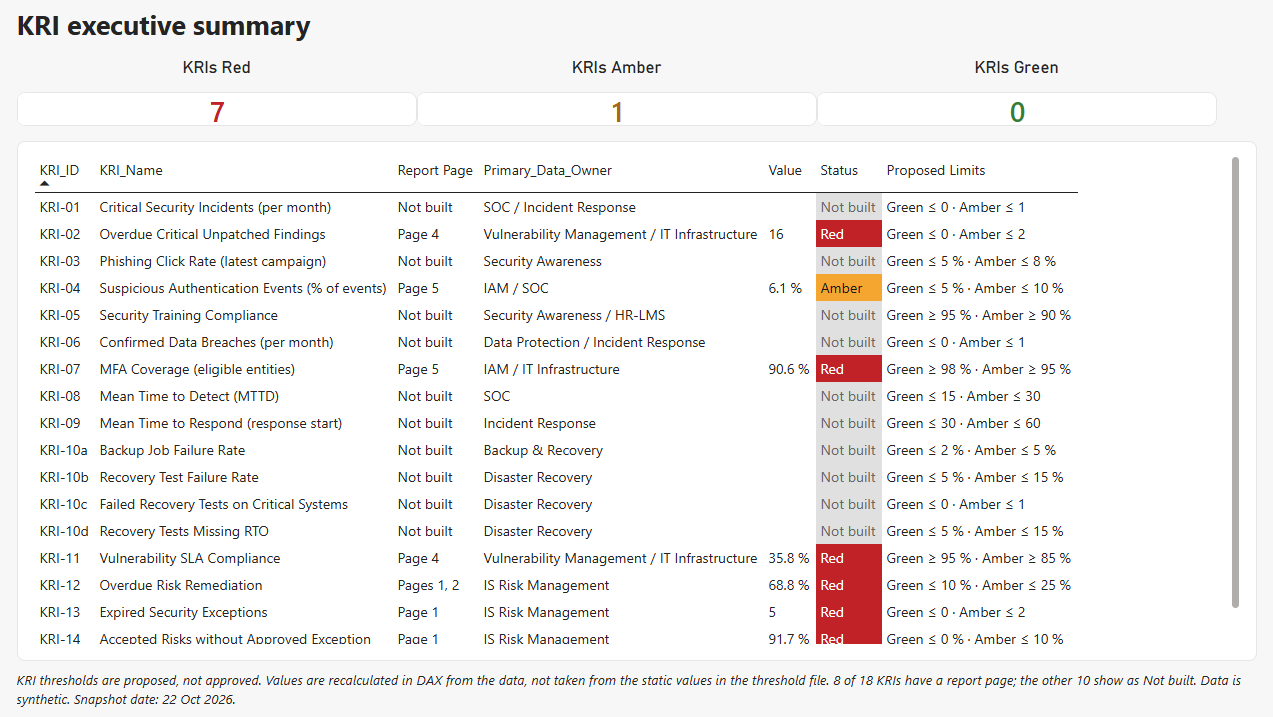 KRI executive summary
KRIs Red KRIs Amber KRIs Green
7 1 0
KRI_ID KRI_Name Report Page Primary_Data_Owner Value Status Proposed Limits
KRI-01 Critical Security Incidents (per month) Not built SOC / Incident Response Not built Green ≤ 0 · Amber ≤ 1
KRI-02 Overdue Critical Unpatched Findings Page 4 Vulnerability Management / IT Infrastructure 16 Red Green ≤ 0 · Amber ≤ 2
KRI-03 Phishing Click Rate (latest campaign) Not built Security Awareness Not built Green ≤ 5 % · Amber ≤ 8 %
KRI-04 Suspicious Authentication Events (% of events) Page 5 IAM / SOC 6.1 % Amber Green ≤ 5 % · Amber ≤ 10 %
KRI-05 Security Training Compliance Not built Security Awareness / HR-LMS Not built Green ≥ 95 % · Amber ≥ 90 %
KRI-06 Confirmed Data Breaches (per month) Not built Data Protection / Incident Response Not built Green ≤ 0 · Amber ≤ 1
KRI-07 MFA Coverage (eligible entities) Page 5 IAM / IT Infrastructure 90.6 % Red Green ≥ 98 % · Amber ≥ 95 %
KRI-08 Mean Time to Detect (MTTD) Not built SOC Not built Green ≤ 15 · Amber ≤ 30
KRI-09 Mean Time to Respond (response start) Not built Incident Response Not built Green ≤ 30 · Amber ≤ 60
KRI-10a Backup Job Failure Rate Not built Backup & Recovery Not built Green ≤ 2 % · Amber ≤ 5 %
KRI-10b Recovery Test Failure Rate Not built Disaster Recovery Not built Green ≤ 5 % · Amber ≤ 15 %
KRI-10c Failed Recovery Tests on Critical Systems Not built Disaster Recovery Not built Green ≤ 0 · Amber ≤ 1
KRI-10d Recovery Tests Missing RTO Not built Disaster Recovery Not built Green ≤ 5 % · Amber ≤ 15 %
KRI-11 Vulnerability SLA Compliance Page 4 Vulnerability Management / IT Infrastructure 35.8 % Red Green ≥ 95 % · Amber ≥ 85 %
KRI-12 Overdue Risk Remediation Pages 1, 2 IS Risk Management 68.8 % Red Green ≤ 10 % · Amber ≤ 25 %
KRI-13 Expired Security Exceptions Page 1 IS Risk Management 5 Red Green ≤ 0 · Amber ≤ 2
KRI-14 Accepted Risks without Approved Exception Page 1 IS Risk Management 91.7 % Red Green ≤ 0 % · Amber ≤ 10 %
KRI thresholds are proposed, not approved. Values are recalculated in DAX from the data, not taken from the static values in the threshold file. 8 of 18 KRIs have a report page; the other 10 show as Not built. Data is
synthetic. Snapshot date: 22 Oct 2026.